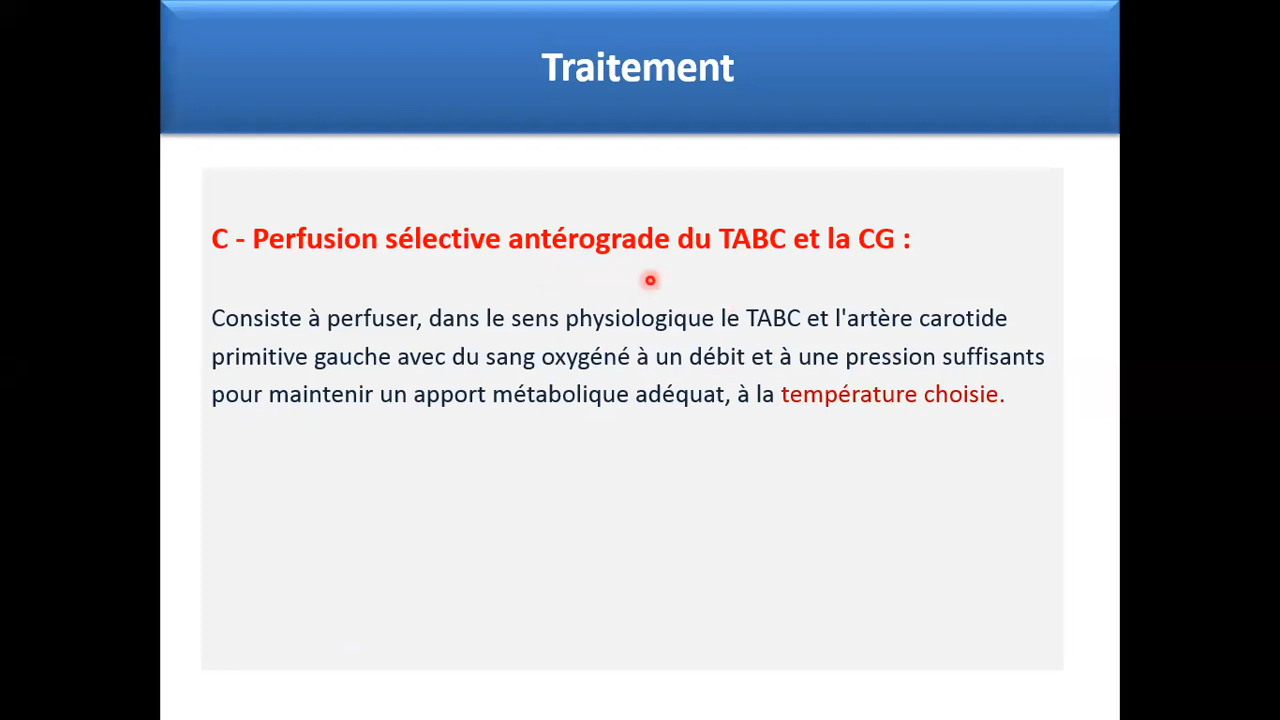 Traitement
C - Perfusion sélective antérograde du TABC et la CG :
Consiste à perfuser, dans le sens physiologique le TABC et l'artère carotide
primitive gauche avec du sang oxygéné à un débit et à une pression suffisants
pour maintenir un apport métabolique adéquat, à la température choisie.